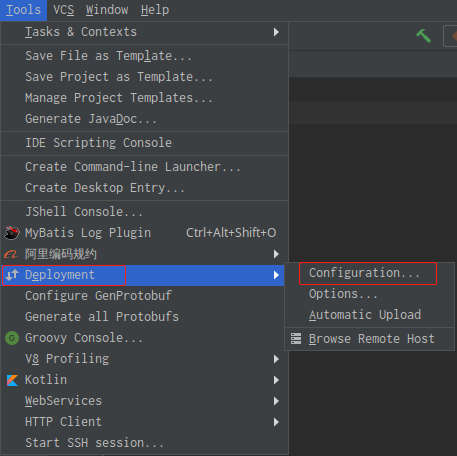 Tools VCS Window Help
Tasks & Contexts
Save File as Template...
Save Project as Template...
Manage Project Templates...
Generate JavaDoc...
IDE Scripting Console
Create Command-line Launcher...
Create Desktop Entry...
JShell Console...
MyBatis Log Plugin Ctrl+Alt+Shift+O
阿里编码规约
Deployment
Configuration...
Configure GenProtobuf
Options...
Generate all Protobufs
Automatic Upload
Groovy Console...
Browse Remote Host
V8 Profiling
Kotlin
WebServices
HTTP Client
Start SSH session...